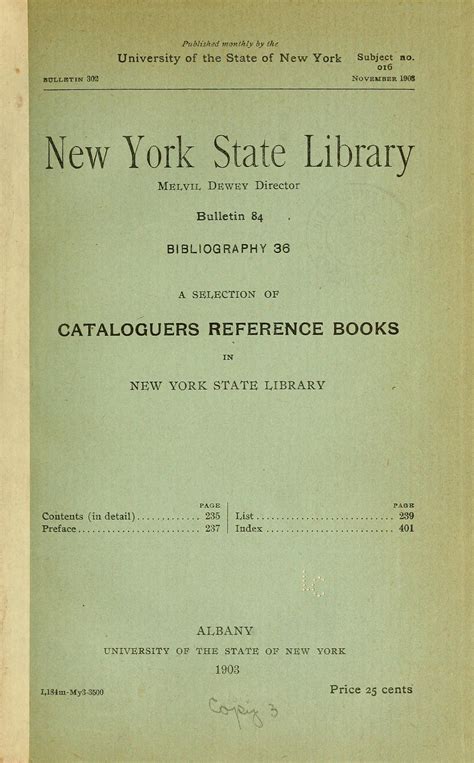 Published monthly by the
University of the State of New York   Subject no.
016
BULLETIN 302   NOVEMBER 1903
New York State Library
MELVIL DEWEY Director
Bulletin 84
BIBLIOGRAPHY 36
A SELECTION OF
CATALOGUERS REFERENCE BOOKS
IN
NEW YORK STATE LIBRARY
PAGE   PAGE
Contents (in detail)............ 235   List.......................... 239
Preface..................... 237   Index........................ 401
LC
ALBANY
UNIVERSITY OF THE STATE OF NEW YORK
1903
L184m-My3-3500   Price 25 cents
Copy 3